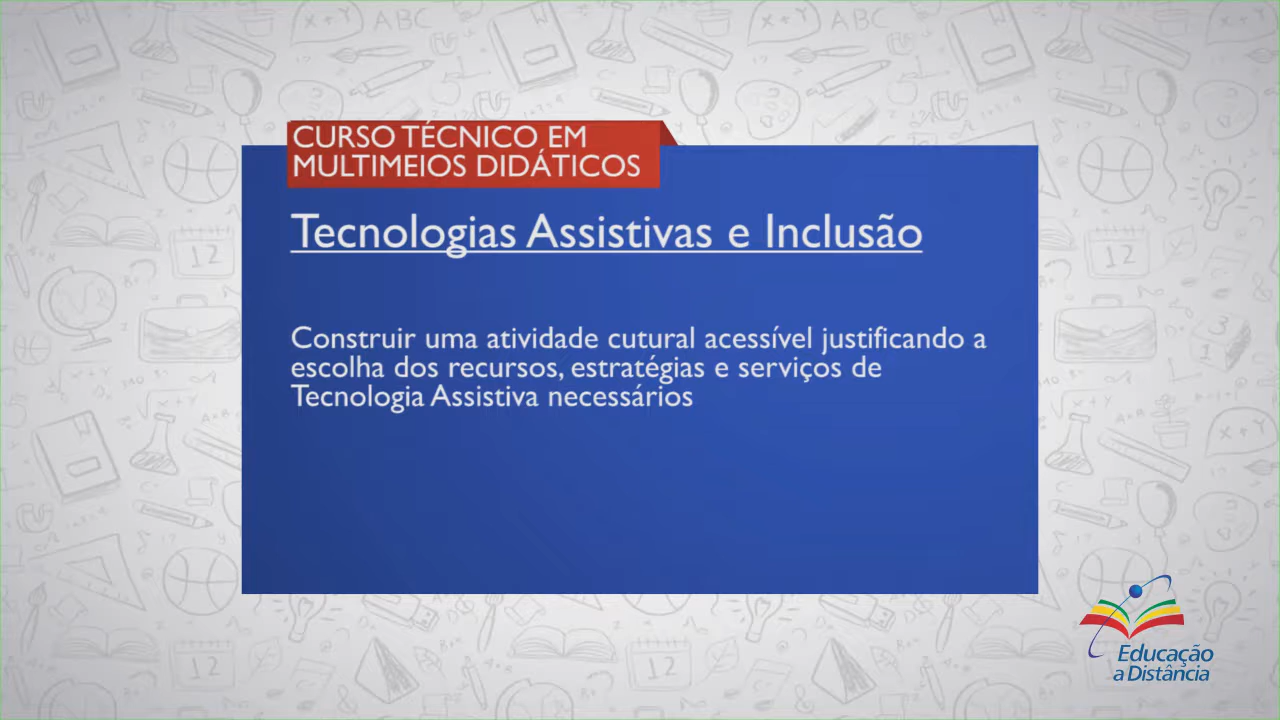 CURSO TÉCNICO EM
MULTIMEIOS DIDÁTICOS
Tecnologias Assistivas e Inclusão
Construir uma atividade cutural acessível justificando a
escolha dos recursos, estratégias e serviços de
Tecnologia Assistiva necessários
Educação
a Distância